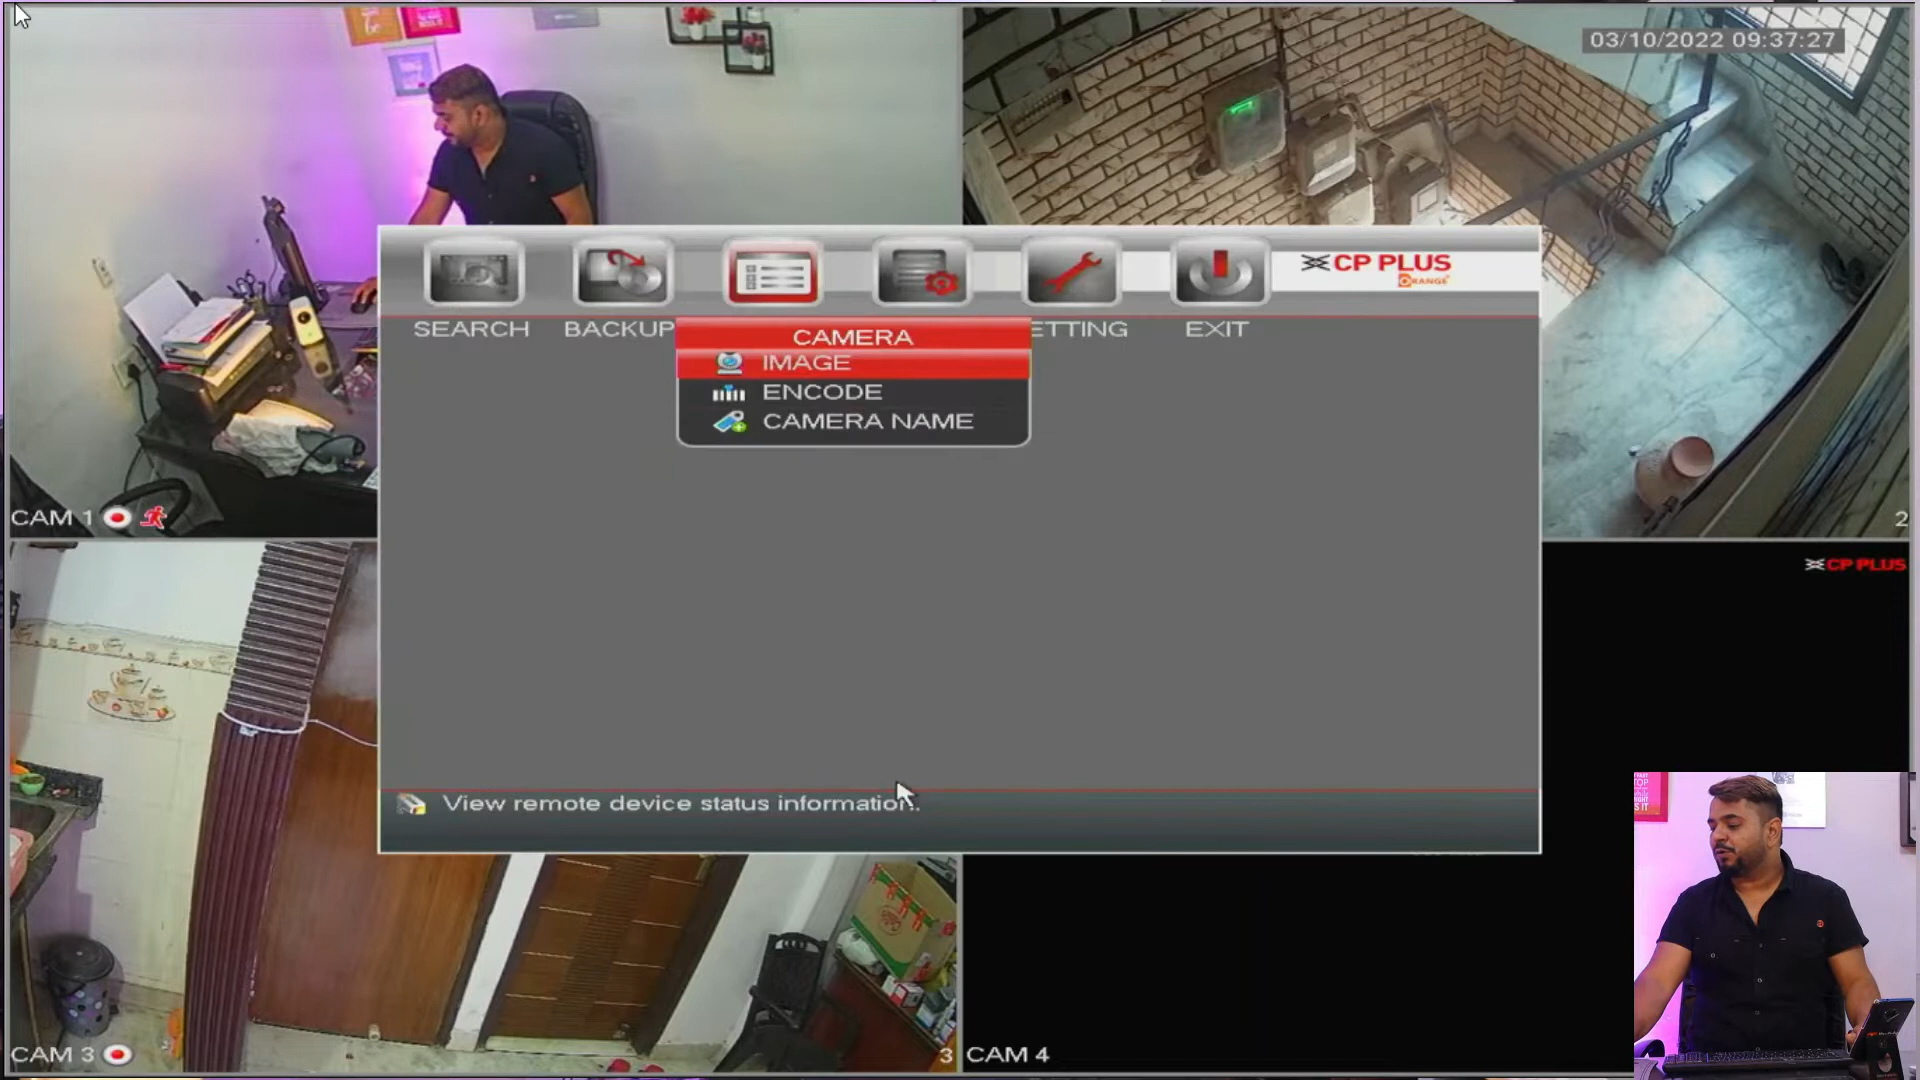 03/10/2022 09:37:27
CP PLUS
ORANGE
SEARCH
BACKUP
ETTING
EXIT
CAMERA
IMAGE
ENCODE
CAMERA NAME
CAM 1
2
CP PLUS
View remote device status information.
CAM 3
3
CAM 4